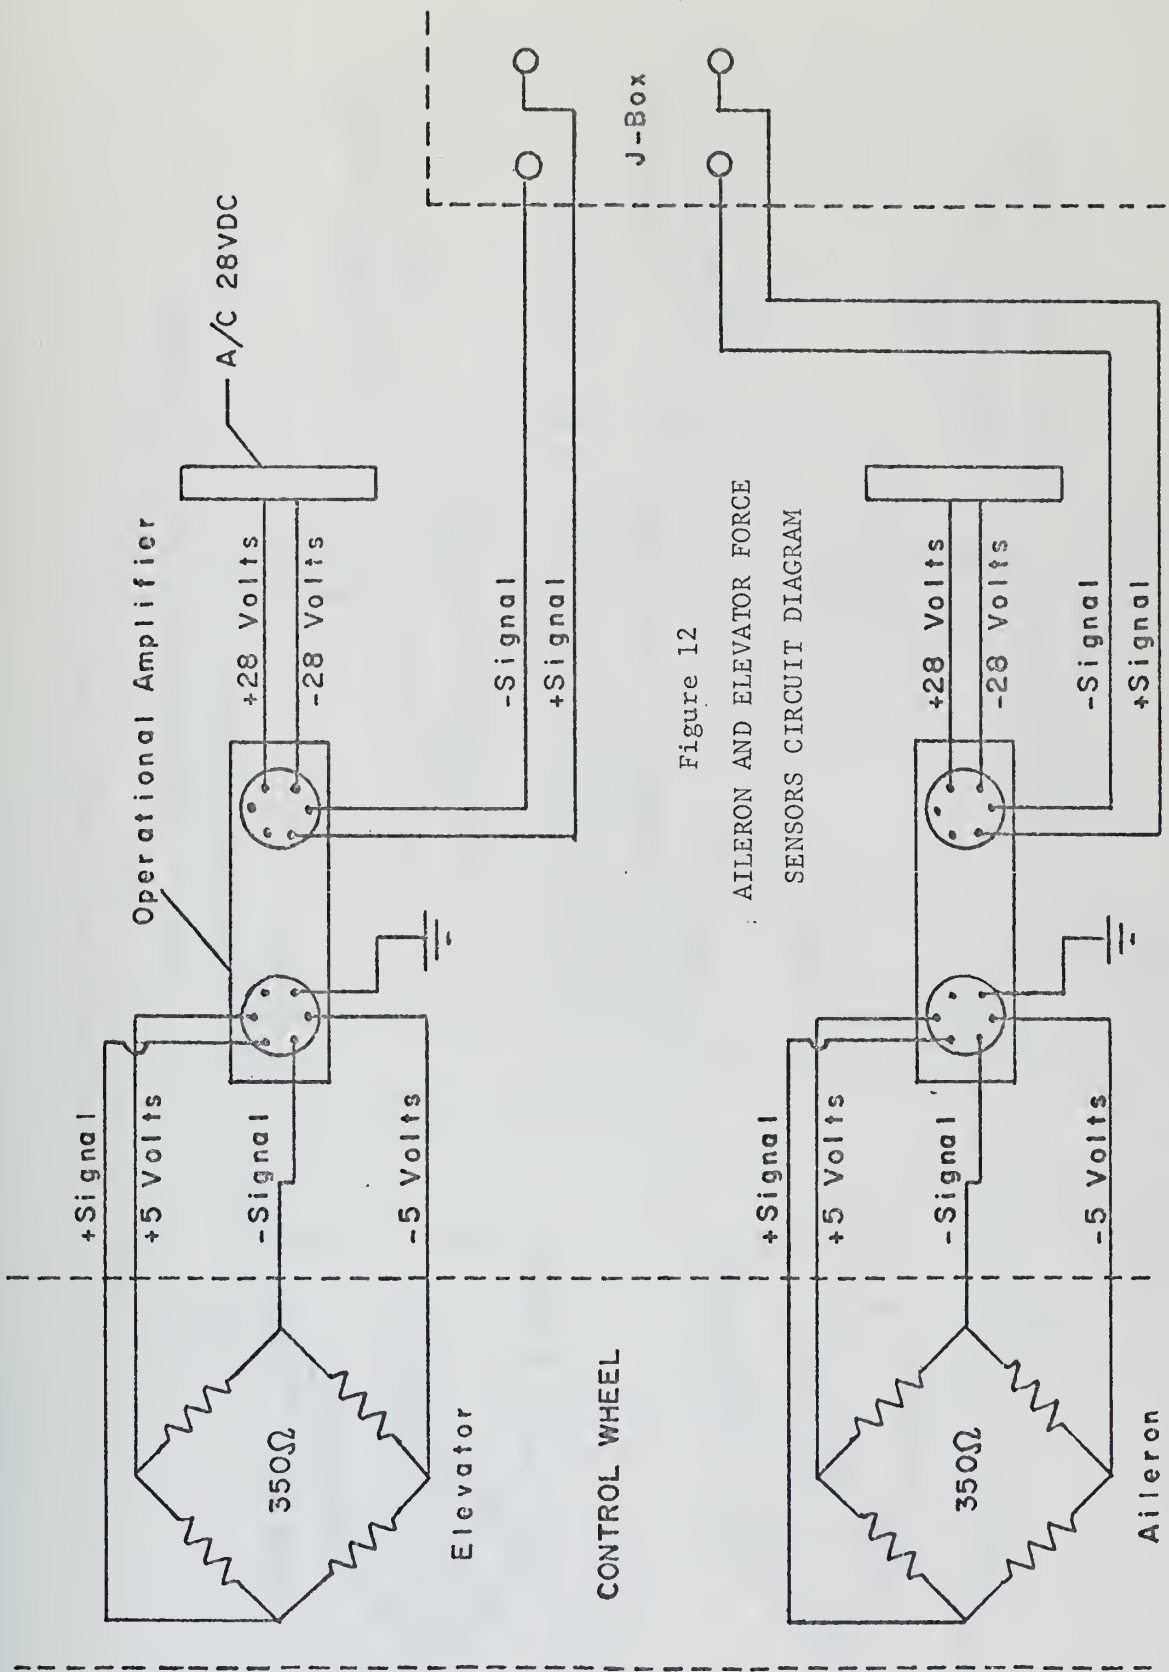 Operational Amplifier
A/C 28VDC
+Signal
+5 Volts
-Signal
-5 Volts
+28 Volts
-28 Volts
-Signal
+Signal
350Ω
Elevator
CONTROL WHEEL
J-Box
Figure 12
AILERON AND ELEVATOR FORCE
SENSORS CIRCUIT DIAGRAM
+Signal
+5 Volts
-Signal
-5 Volts
+28 Volts
-28 Volts
-Signal
+Signal
350Ω
Aileron